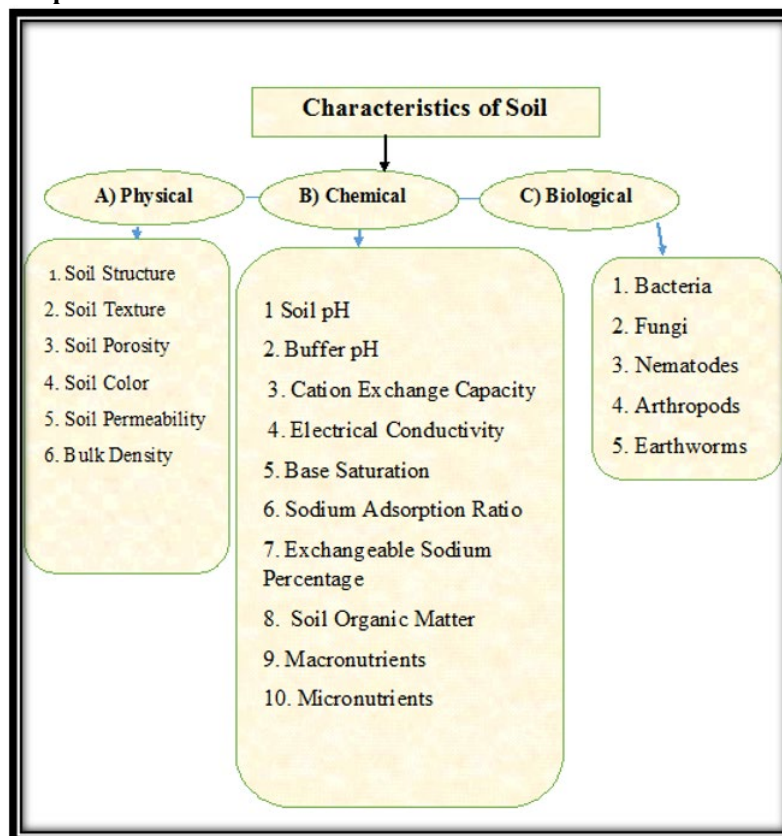 Characteristics of Soil
A) Physical
B) Chemical
C) Biological
1. Soil Structure
2. Soil Texture
3. Soil Porosity
4. Soil Color
5. Soil Permeability
6. Bulk Density
1 Soil pH
2. Buffer pH
3. Cation Exchange Capacity
4. Electrical Conductivity
5. Base Saturation
6. Sodium Adsorption Ratio
7. Exchangeable Sodium
Percentage
8. Soil Organic Matter
9. Macronutrients
10. Micronutrients
1. Bacteria
2. Fungi
3. Nematodes
4. Arthropods
5. Earthworms